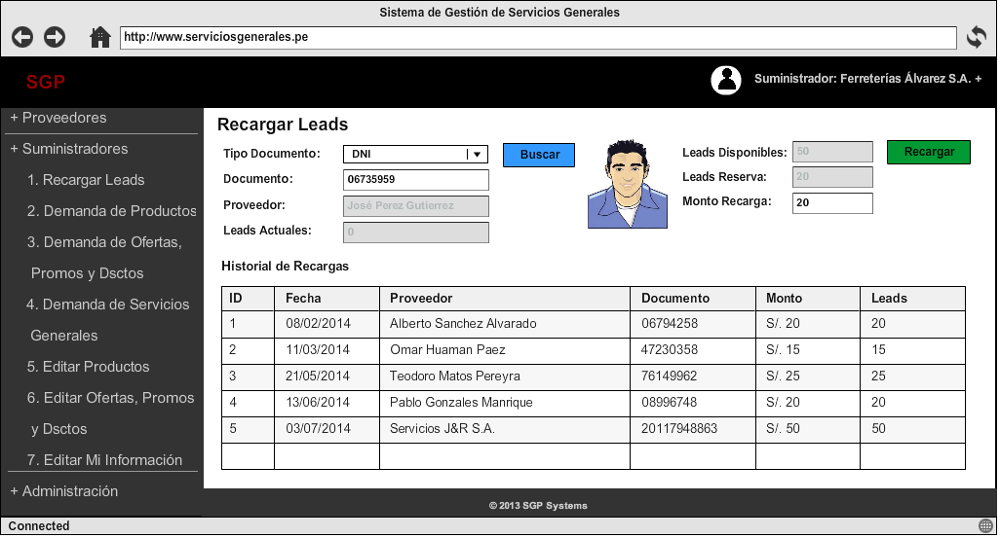 Sistema de Gestión de Servicios Generales
http://www.serviciosgenerales.pe
SGP
Suministrador: Ferreterías Álvarez S.A. +
+ Proveedores
+ Suministradores
1. Recargar Leads
2. Demanda de Productos
3. Demanda de Ofertas,
Promos y Dsctos
4. Demanda de Servicios
Generales
5. Editar Productos
6. Editar Ofertas, Promos
y Dsctos
7. Editar Mi Información
+ Administración
Recargar Leads
Tipo Documento: DNI Buscar
Documento: 06735959
Proveedor: José Perez Gutierrez
Leads Actuales: 0
Leads Disponibles: 50 Recargar
Leads Reserva: 20
Monto Recarga: 20
Historial de Recargas
ID Fecha Proveedor Documento Monto Leads
1 08/02/2014 Alberto Sanchez Alvarado 06794258 S/. 20 20
2 11/03/2014 Omar Huaman Paez 47230358 S/. 15 15
3 21/05/2014 Teodoro Matos Pereyra 76149962 S/. 25 25
4 13/06/2014 Pablo Gonzales Manrique 08996748 S/. 20 20
5 03/07/2014 Servicios J&R S.A. 20117948863 S/. 50 50
© 2013 SGP Systems
Connected